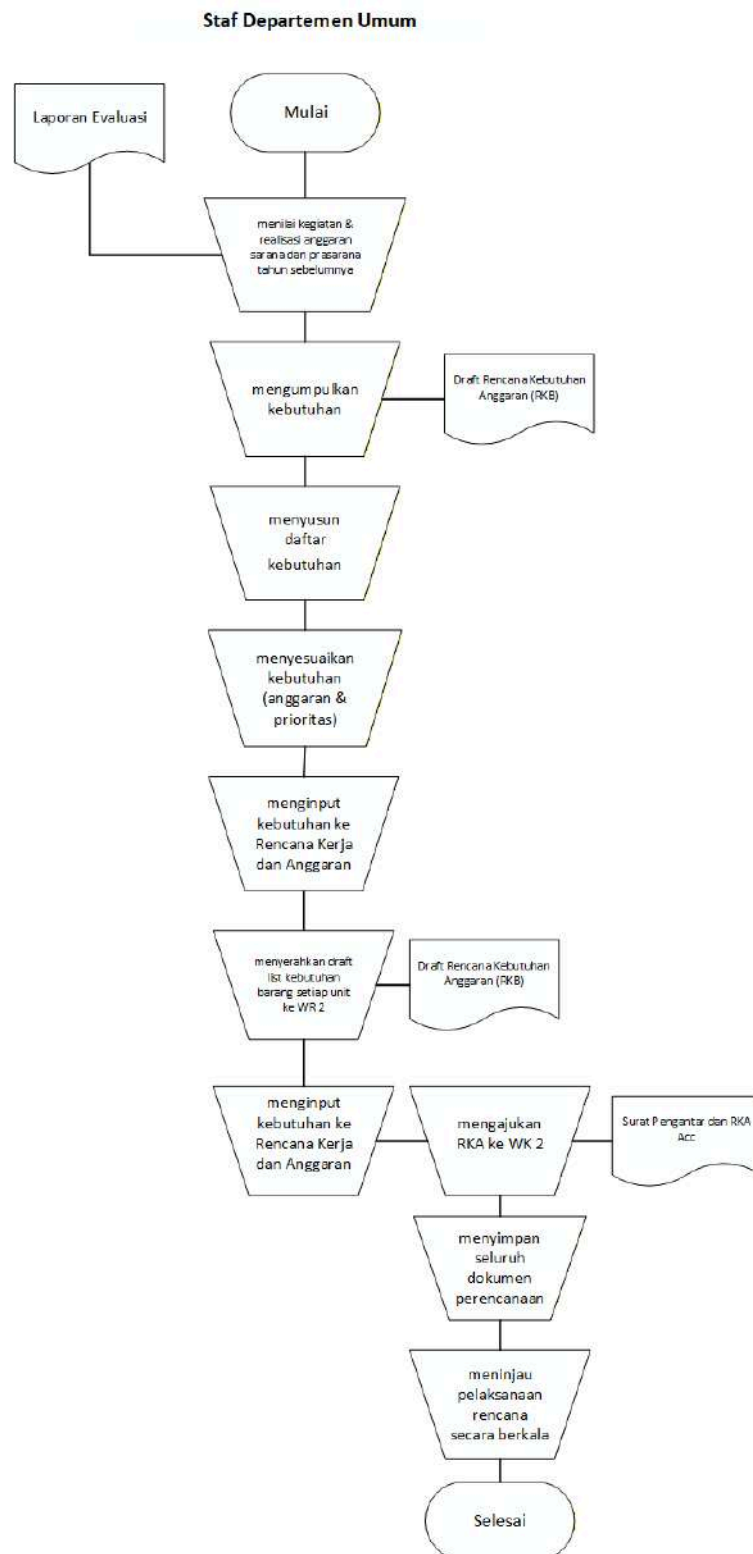 Staf Departemen Umum
Laporan Evaluasi
Mulai
menilai kegiatan &
realisasi anggaran
sarana dan prasarana
tahun sebelumnya
mengumpulkan
kebutuhan
Draft Rencana Kebutuhan
Anggaran (RKB)
menyusun
daftar
kebutuhan
menyesuaikan
kebutuhan
(anggaran &
prioritas)
menginput
kebutuhan ke
Rencana Kerja
dan Anggaran
menyerahkan draft
list kebutuhan
barang setiap unit
ke WR 2
Draft Rencana Kebutuhan
Anggaran (RKB)
menginput
kebutuhan ke
Rencana Kerja
dan Anggaran
mengajukan
RKA ke WK 2
Surat Pengantar dan RKA
Acc
menyimpan
seluruh
dokumen
perencanaan
meninjau
pelaksanaan
rencana
secara berkala
Selesai